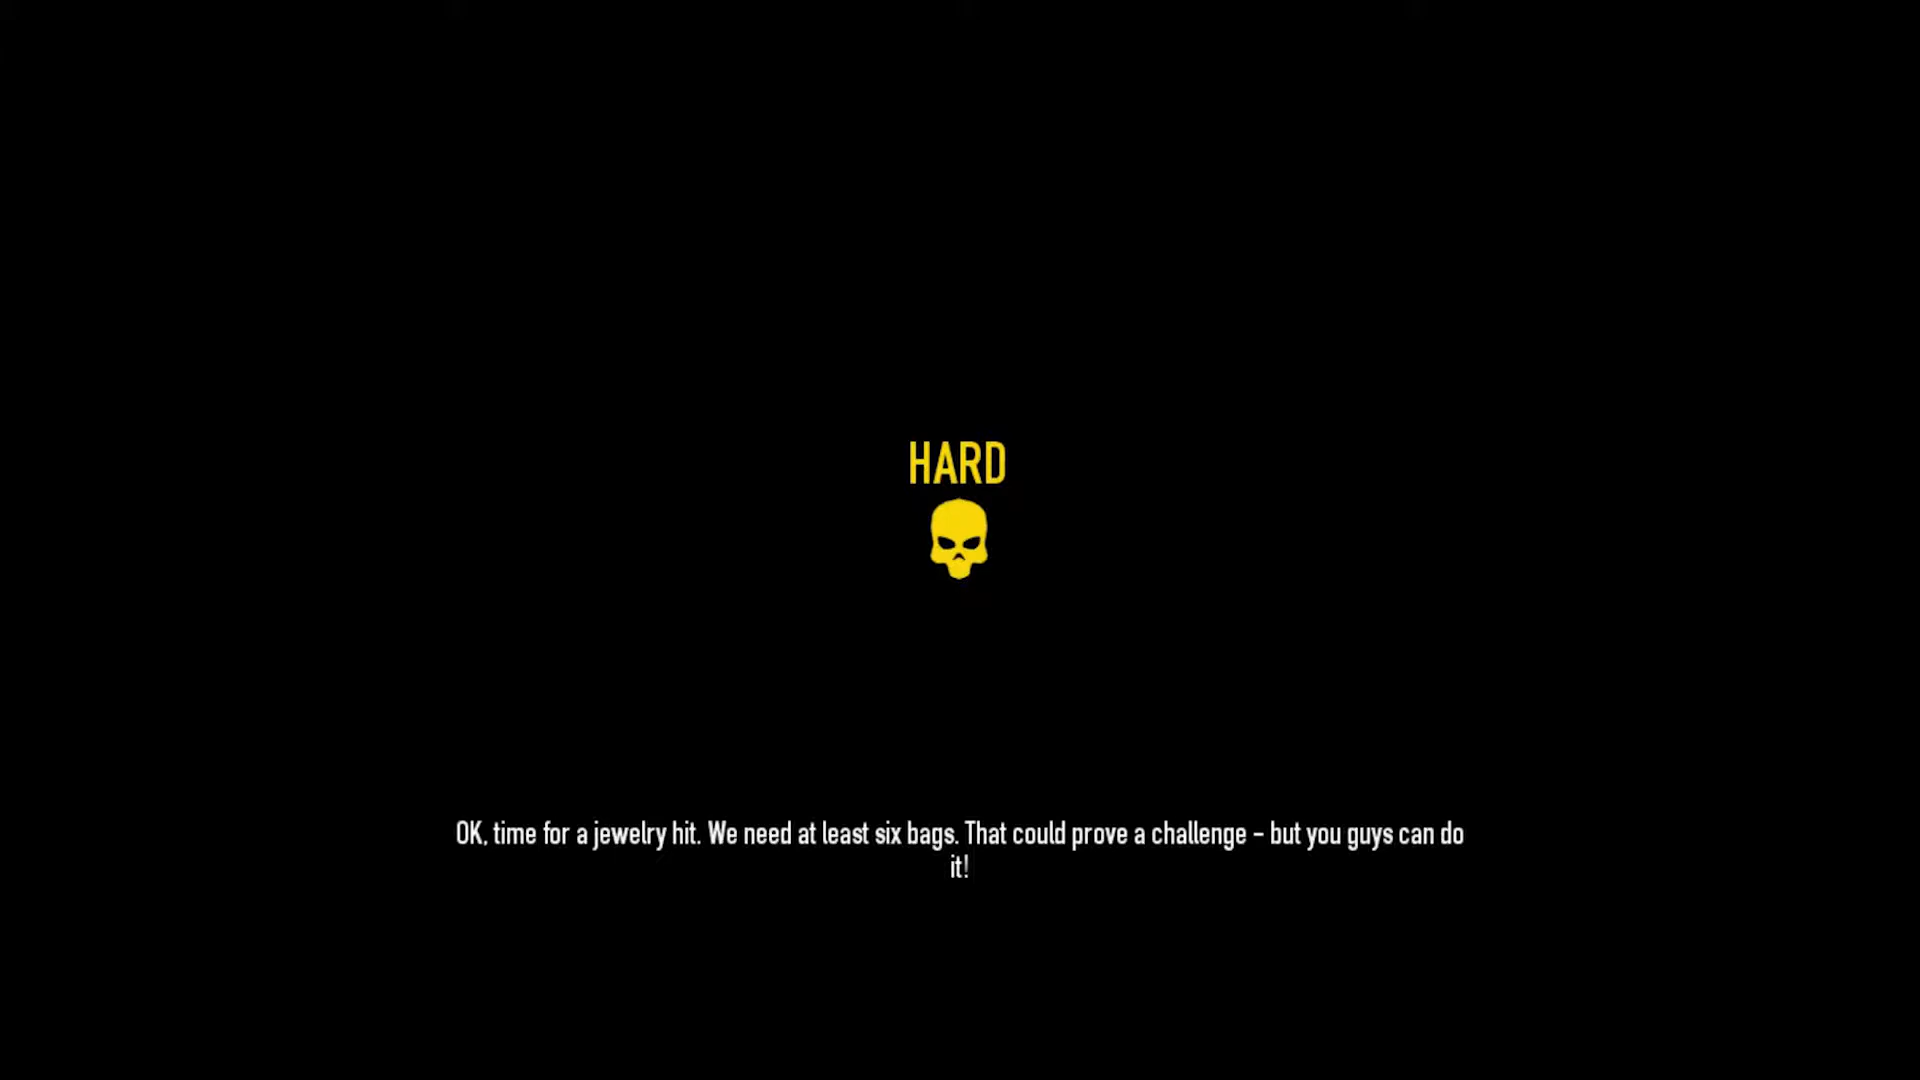 HARD
OK, time for a jewelry hit. We need at least six bags. That could prove a challenge - but you guys can do
it!